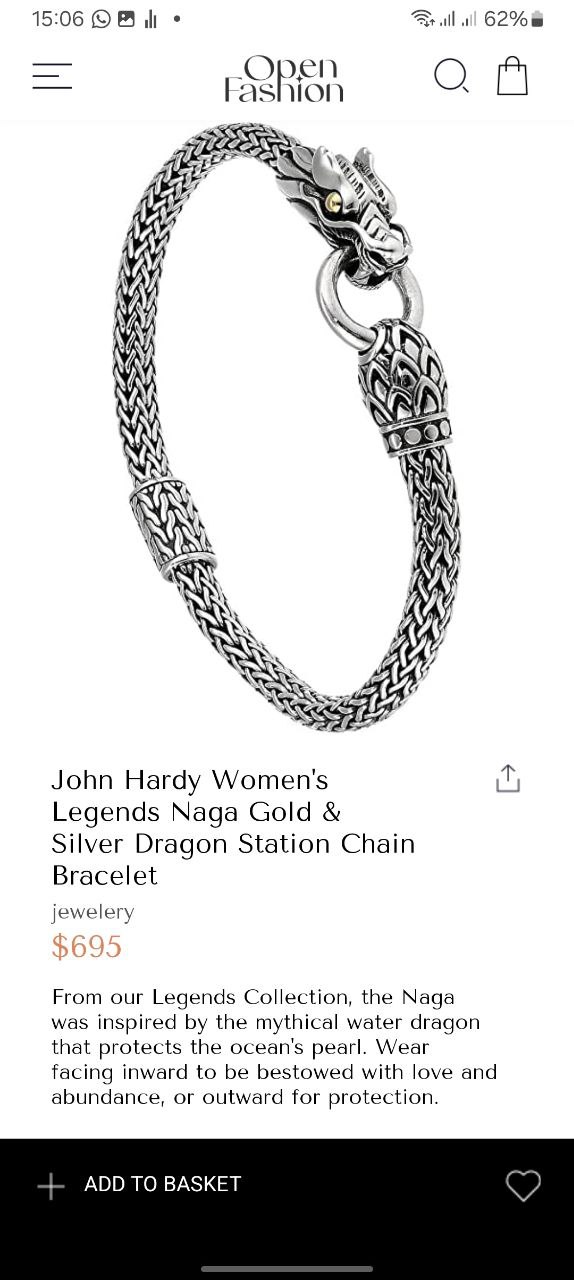 15:06 62%
Open
Fashion
John Hardy Women's
Legends Naga Gold &
Silver Dragon Station Chain
Bracelet
jewelery
$695
From our Legends Collection, the Naga
was inspired by the mythical water dragon
that protects the ocean's pearl. Wear
facing inward to be bestowed with love and
abundance, or outward for protection.
ADD TO BASKET